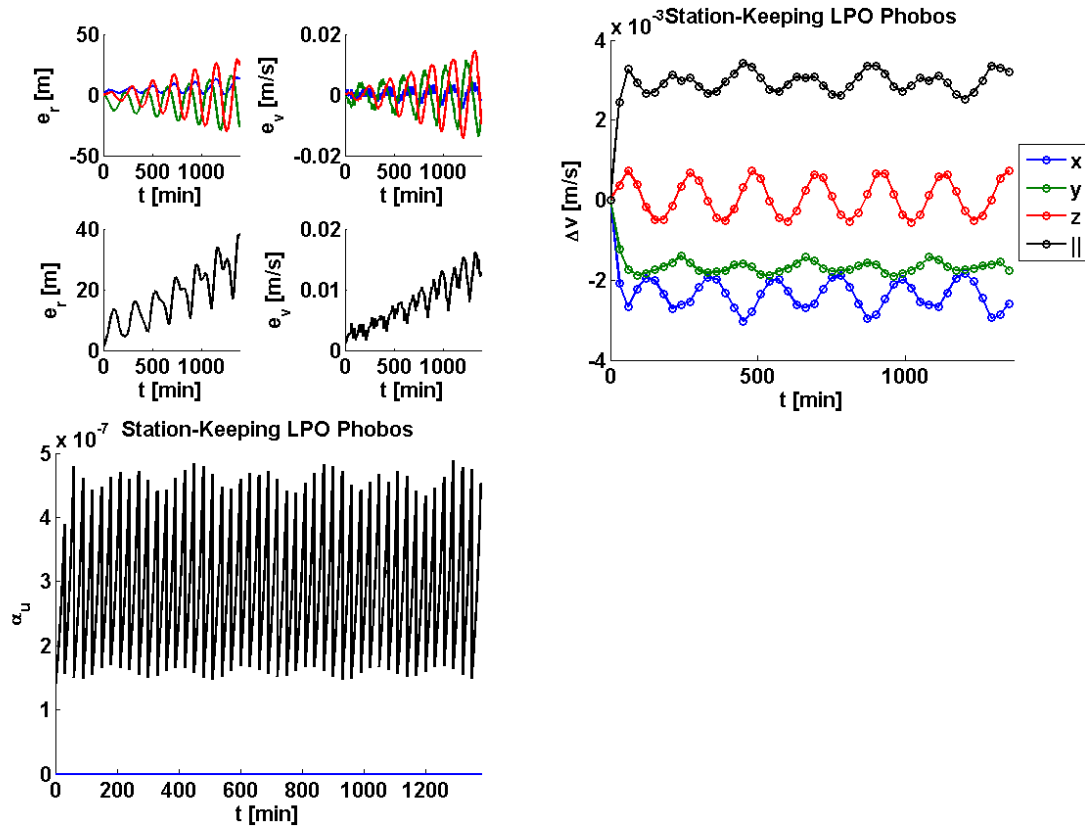 50
0
-50
e_r [m]
0 500 1000
t [min]
0.02
0
-0.02
e_v [m/s]
0 500 1000
t [min]
40
20
0
e_r [m]
0 500 1000
t [min]
0.02
0.01
0
e_v [m/s]
0 500 1000
t [min]
x 10^-3 Station-Keeping LPO Phobos
4
2
0
-2
-4
Δv [m/s]
0 500 1000
t [min]
x
y
z
||
x 10^-7 Station-Keeping LPO Phobos
5
4
3
2
1
0
α_u
0 200 400 600 800 1000 1200
t [min]